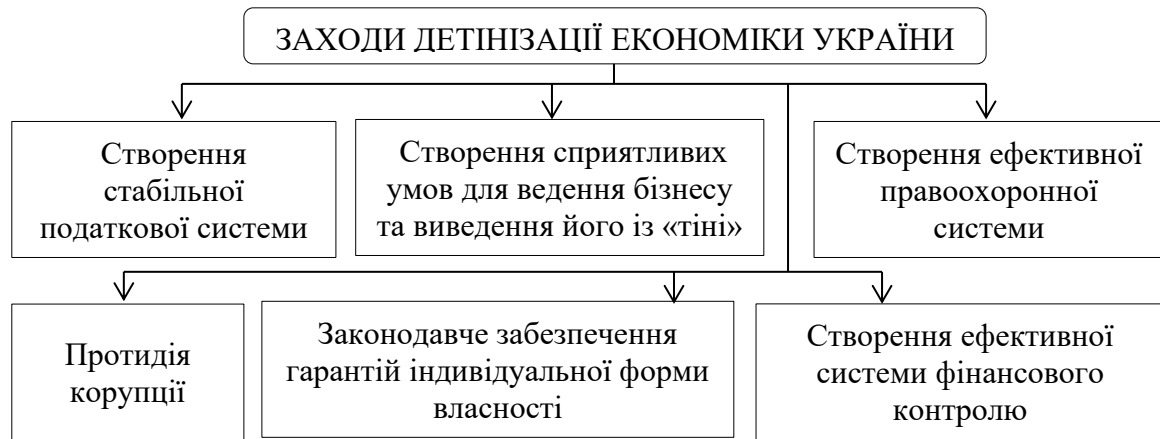 ЗАХОДИ ДЕТІНІЗАЦІЇ ЕКОНОМІКИ УКРАЇНИ
Створення
стабільної
податкової системи
Створення сприятливих
умов для ведення бізнесу
та виведення його із «тіні»
Створення ефективної
правоохоронної
системи
Протидія
корупції
Законодавче забезпечення
гарантій індивідуальної форми
власності
Створення ефективної
системи фінансового
контролю